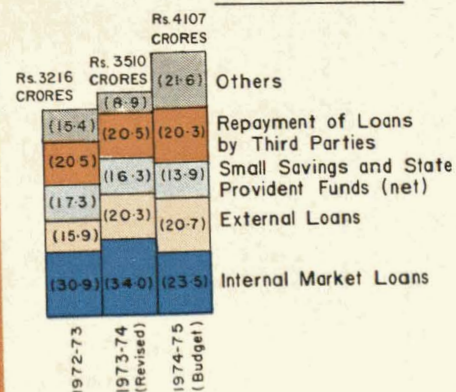 Rs.4107
CRORES
Rs. 3510
CRORES
Rs.3216
CRORES
(21·6)
Others
(8·9)
(15·4)
(20·5)
(20·3)
Repayment of Loans
by Third Parties
(20·5)
(16·3)
(13·9)
Small Savings and State
Provident Funds (net)
(17·3)
(20·3)
(20·7)
External Loans
(15·9)
(30·9)
(34·0)
(23·5)
Internal Market Loans
1972-73
1973-74
(Revised)
1974-75
(Budget)